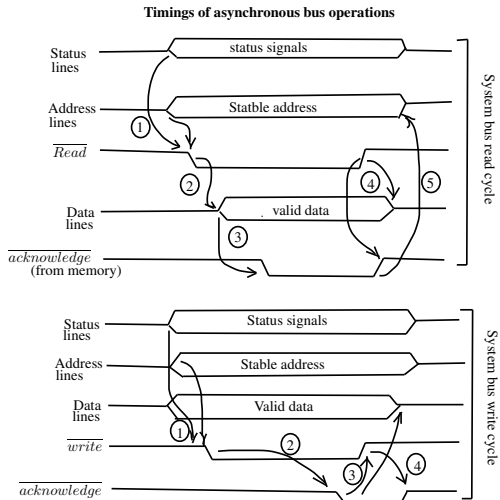 Timings of asynchronous bus operations
Status
lines
status signals
Address
lines
Statble address
1
Read
2
4
5
Data
lines
valid data
3
acknowledge
(from memory)
System bus read cycle
Status
lines
Status signals
Address
lines
Stable address
Data
lines
Valid data
1
write
2
3
4
acknowledge
System bus write cycle